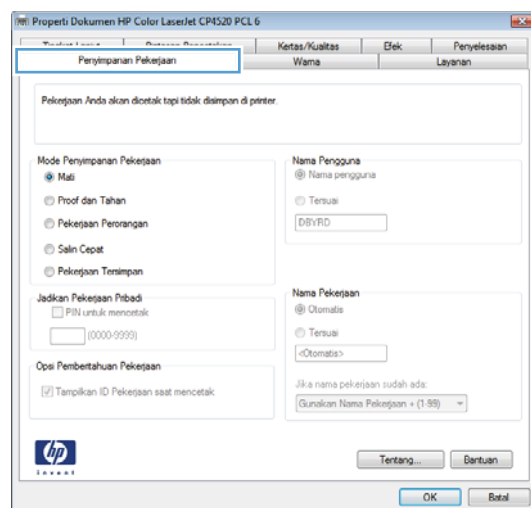 Properti Dokumen HP Color LaserJet CP4520 PCL 6
Kertas/Kualitas
Efek
Penyelesaian
Penyimpanan Pekerjaan
Warna
Layanan
Pekerjaan Anda akan dicetak tapi tidak disimpan di printer.
Mode Penyimpanan Pekerjaan
Mati
Proof dan Tahan
Pekerjaan Perorangan
Salin Cepat
Pekerjaan Tersimpan
Nama Pengguna
Nama pengguna
Tersuai
DBYRD
Jadikan Pekerjaan Pribadi
PIN untuk mencetak
(0000-9999)
Nama Pekerjaan
Otomatis
Tersuai
<Otomatis>
Opsi Pemberitahuan Pekerjaan
Tampilkan ID Pekerjaan saat mencetak
Jika nama pekerjaan sudah ada:
Gunakan Nama Pekerjaan + (1-99)
hp
invent
Tentang...
Bantuan
OK
Batal